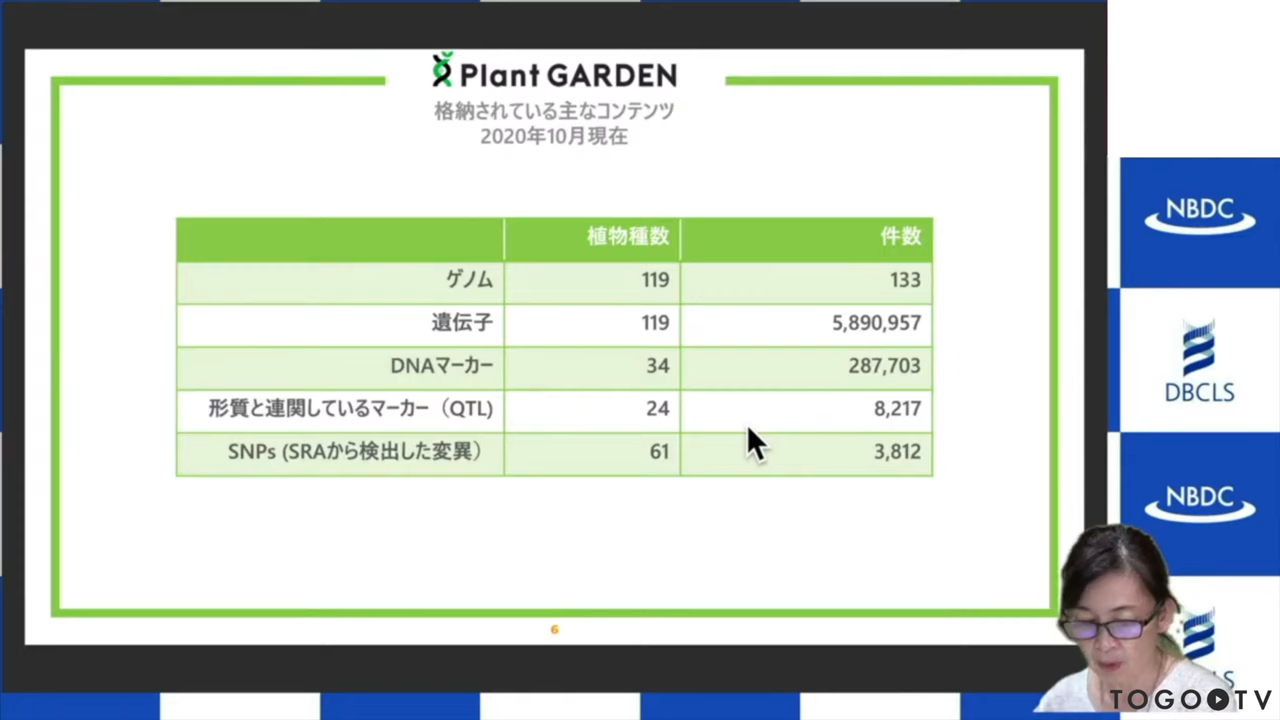 Plant GARDEN
格納されている主なコンテンツ
2020年10月現在
植物種数 件数
ゲノム 119 133
遺伝子 119 5,890,957
DNAマーカー 34 287,703
形質と連関しているマーカー（QTL) 24 8,217
SNPs (SRAから検出した変異） 61 3,812
6
NBDC
DBCLS
NBDC
TOGOTV